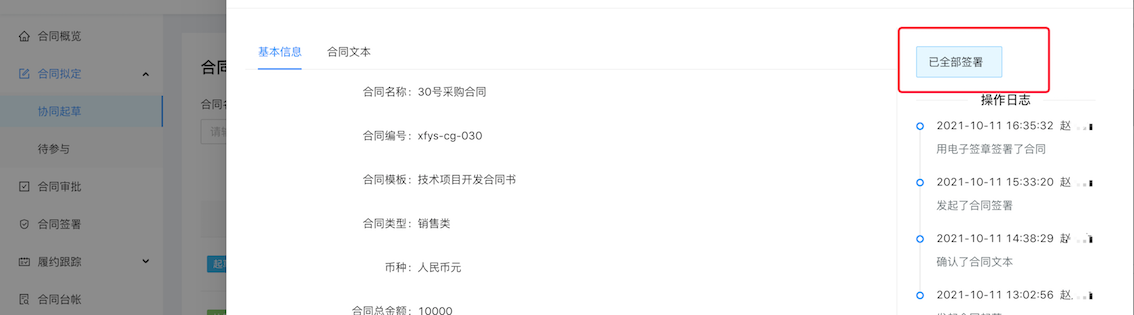 合同概览
合同拟定
协同起草
待参与
合同审批
合同签署
履约跟踪
合同台帐
合同
合同名
请输
起
基本信息
合同文本
合同名称：30号采购合同
合同编号：xfys-cg-030
合同模板：技术项目开发合同书
合同类型：销售类
币种：人民币元
合同总金额：10000
已全部签署
操作日志
2021-10-11 16:35:32 赵
用电子签章签署了合同
2021-10-11 15:33:20 赵
发起了合同签署
2021-10-11 14:38:29 赵
确认了合同文本
2021-10-11 13:02:56 赵